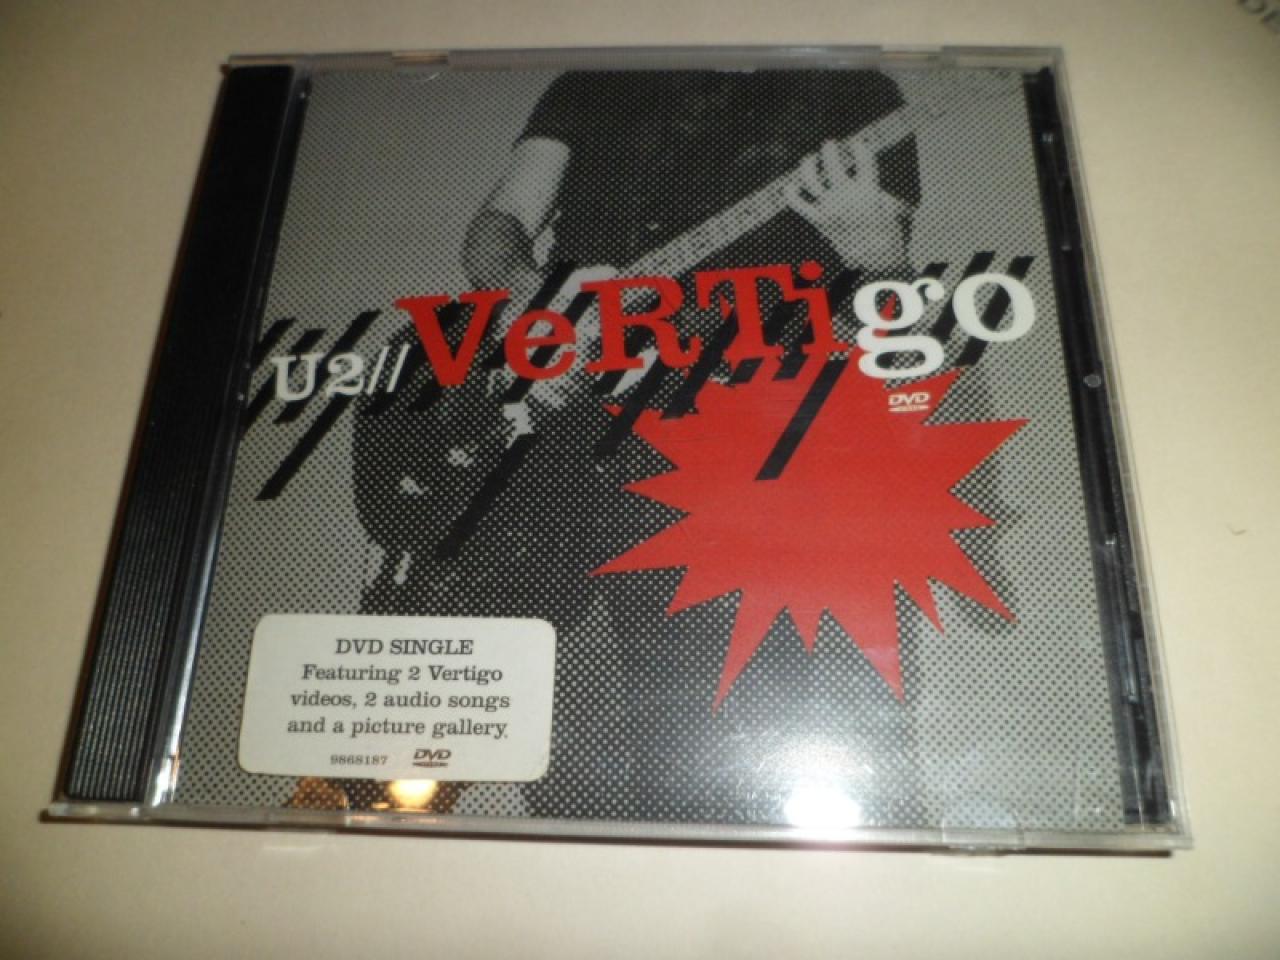 U2// VeRTigo
DVD
DVD SINGLE
Featuring 2 Vertigo
videos, 2 audio songs
and a picture gallery.
9868187 DVD